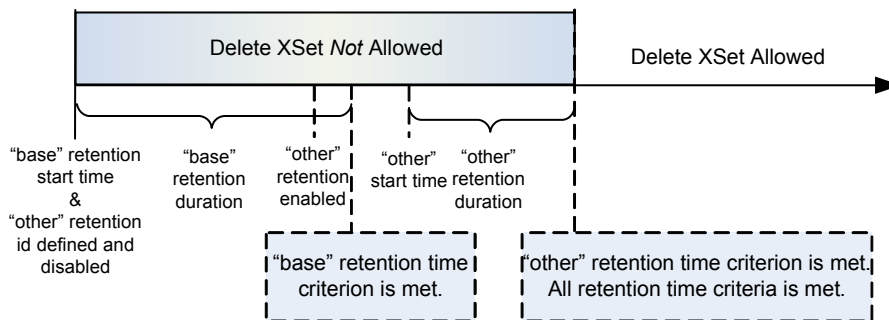 Delete XSet Not Allowed
Delete XSet Allowed
“base” retention
start time
&
“other” retention
id defined and
disabled
“base”
retention
duration
“other”
retention
enabled
“other”
start time
“other”
retention
duration
“base” retention time
criterion is met.
“other” retention time criterion is met.
All retention time criteria is met.